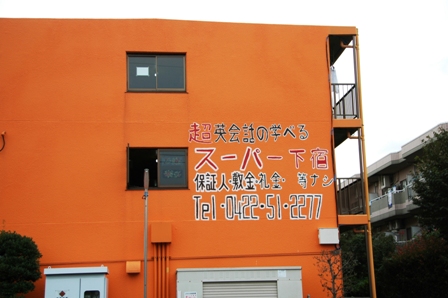 超英会話の学べる
スーパー下宿
保証人・敷金・礼金・等ナシ
Tel・0422・51・2277